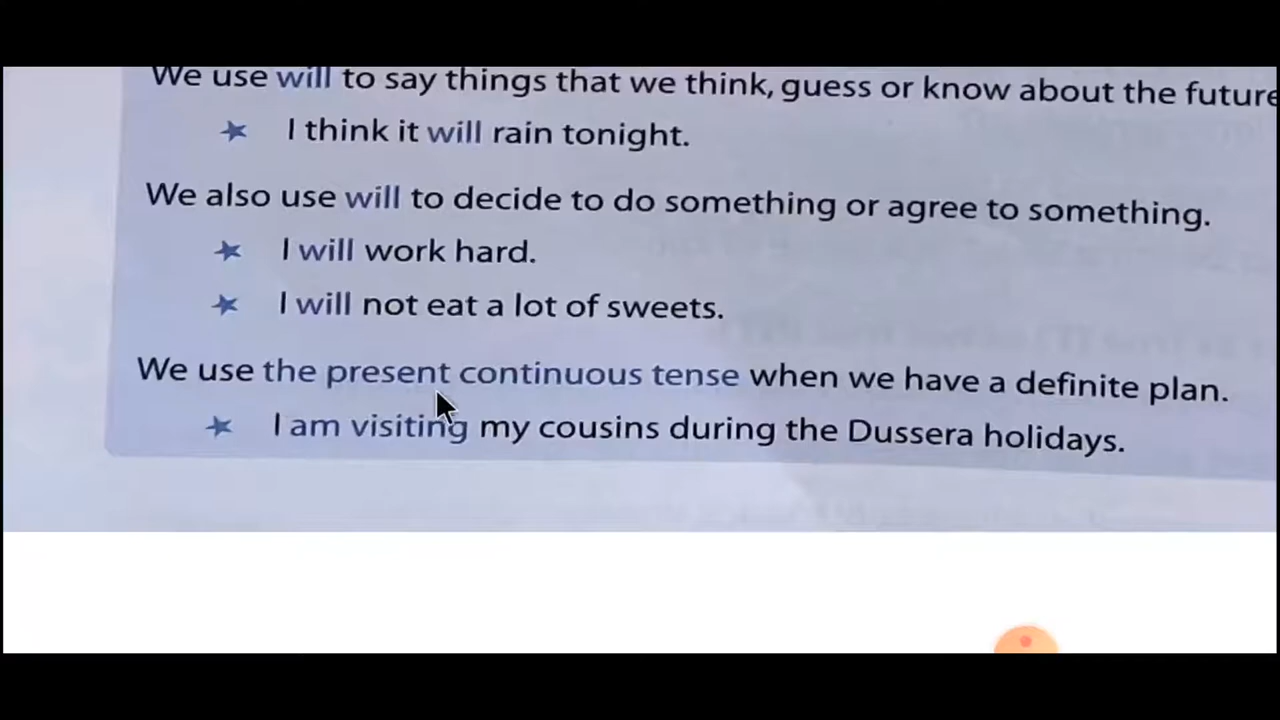 We use will to say things that we think, guess or know about the future
I think it will rain tonight.
We also use will to decide to do something or agree to something.
I will work hard.
I will not eat a lot of sweets.
We use the present continuous tense when we have a definite plan.
I am visiting my cousins during the Dussera holidays.